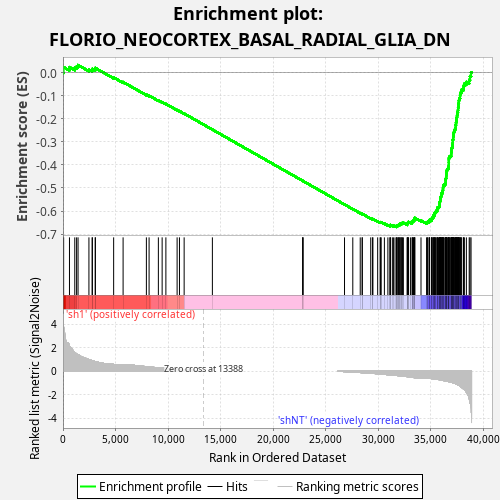 Enrichment plot:
FLORIO_NEOCORTEX_BASAL_RADIAL_GLIA_DN
Enrichment score (ES)
0.0
-0.1
-0.2
-0.3
-0.4
-0.5
-0.6
-0.7
Ranked list metric (Signal2Noise)
'sh1' (positively correlated)
4
2
0
-2
-4
Zero cross at 13388
'shNT' (negatively correlated)
0
5,000
10,000
15,000
20,000
25,000
30,000
35,000
40,000
Rank in Ordered Dataset
Enrichment profile
Hits
Ranking metric scores